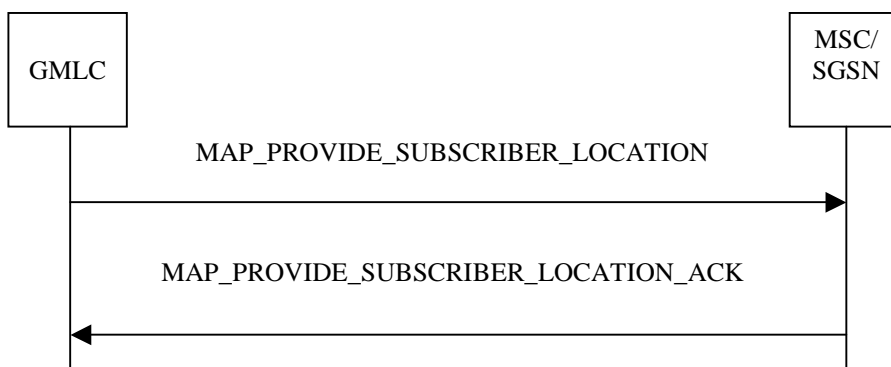 GMLC
MSC/
SGSN
MAP_PROVIDE_SUBSCRIBER_LOCATION
MAP_PROVIDE_SUBSCRIBER_LOCATION_ACK